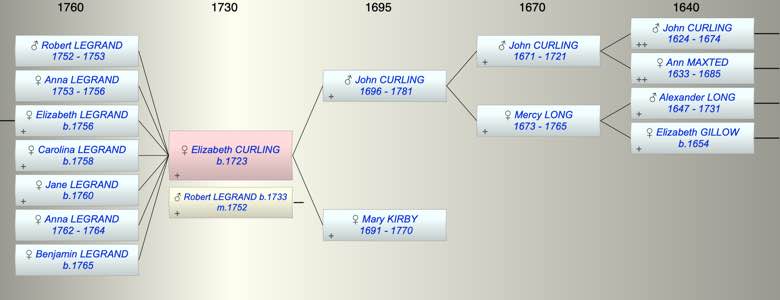 1760
1730
1695
1670
1640
♂ Robert LEGRAND
1752 - 1753
♀ Anna LEGRAND
1753 - 1756
♀ Elizabeth LEGRAND
b.1756
+
♀ Carolina LEGRAND
b.1758
+
♀ Jane LEGRAND
b.1760
+
♀ Anna LEGRAND
1762 - 1764
♀ Benjamin LEGRAND
b.1765
♀ Elizabeth CURLING
b.1723
+
♂ Robert LEGRAND b.1733
m.1752
+
♂ John CURLING
1696 - 1781
+
♀ Mary KIRBY
1691 - 1770
+
♂ John CURLING
1671 - 1721
+
♀ Mercy LONG
1673 - 1765
+
♂ John CURLING
1624 - 1674
++
♀ Ann MAXTED
1633 - 1685
++
♂ Alexander LONG
1647 - 1731
+
♀ Elizabeth GILLOW
b.1654
+